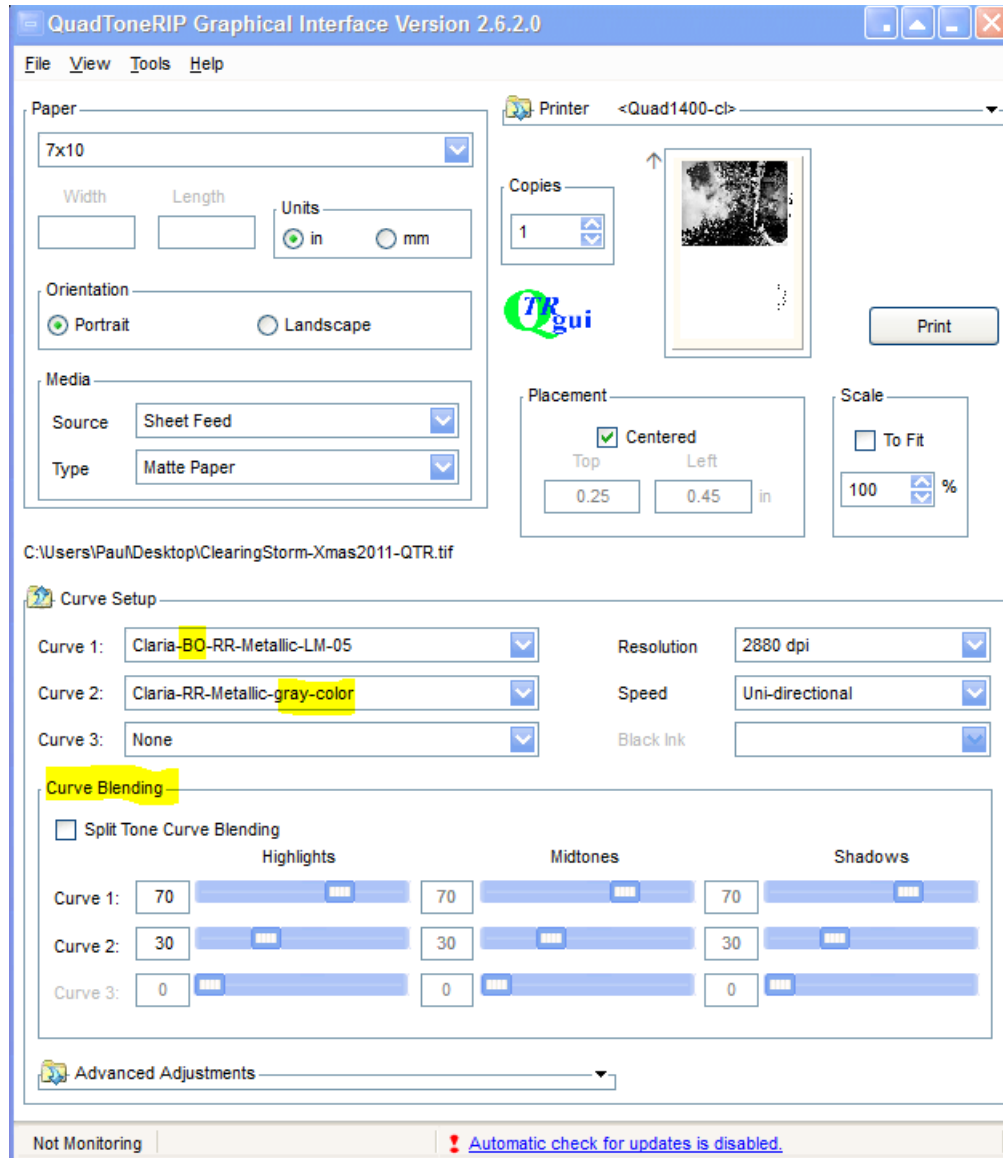 QuadToneRIP Graphical Interface Version 2.6.2.0
File View Tools Help
Paper
7x10
Width Length
Units
in mm
Orientation
Portrait Landscape
Media
Source Sheet Feed
Type Matte Paper
Printer <Quad1400-cl>
Copies
1
QTRgui
Print
Placement
Centered
Top Left
0.25 0.45 in
Scale
To Fit
100 %
C:\Users\Paul\Desktop\ClearingStorm-Xmas2011-QTR.tif
Curve Setup
Curve 1: Claria-BO-RR-Metallic-LM-05 Resolution 2880 dpi
Curve 2: Claria-RR-Metallic-gray-color Speed Uni-directional
Curve 3: None Black Ink
Curve Blending
Split Tone Curve Blending
Highlights Midtones Shadows
Curve 1: 70 70 70
Curve 2: 30 30 30
Curve 3: 0 0 0
Advanced Adjustments
Not Monitoring Automatic check for updates is disabled.